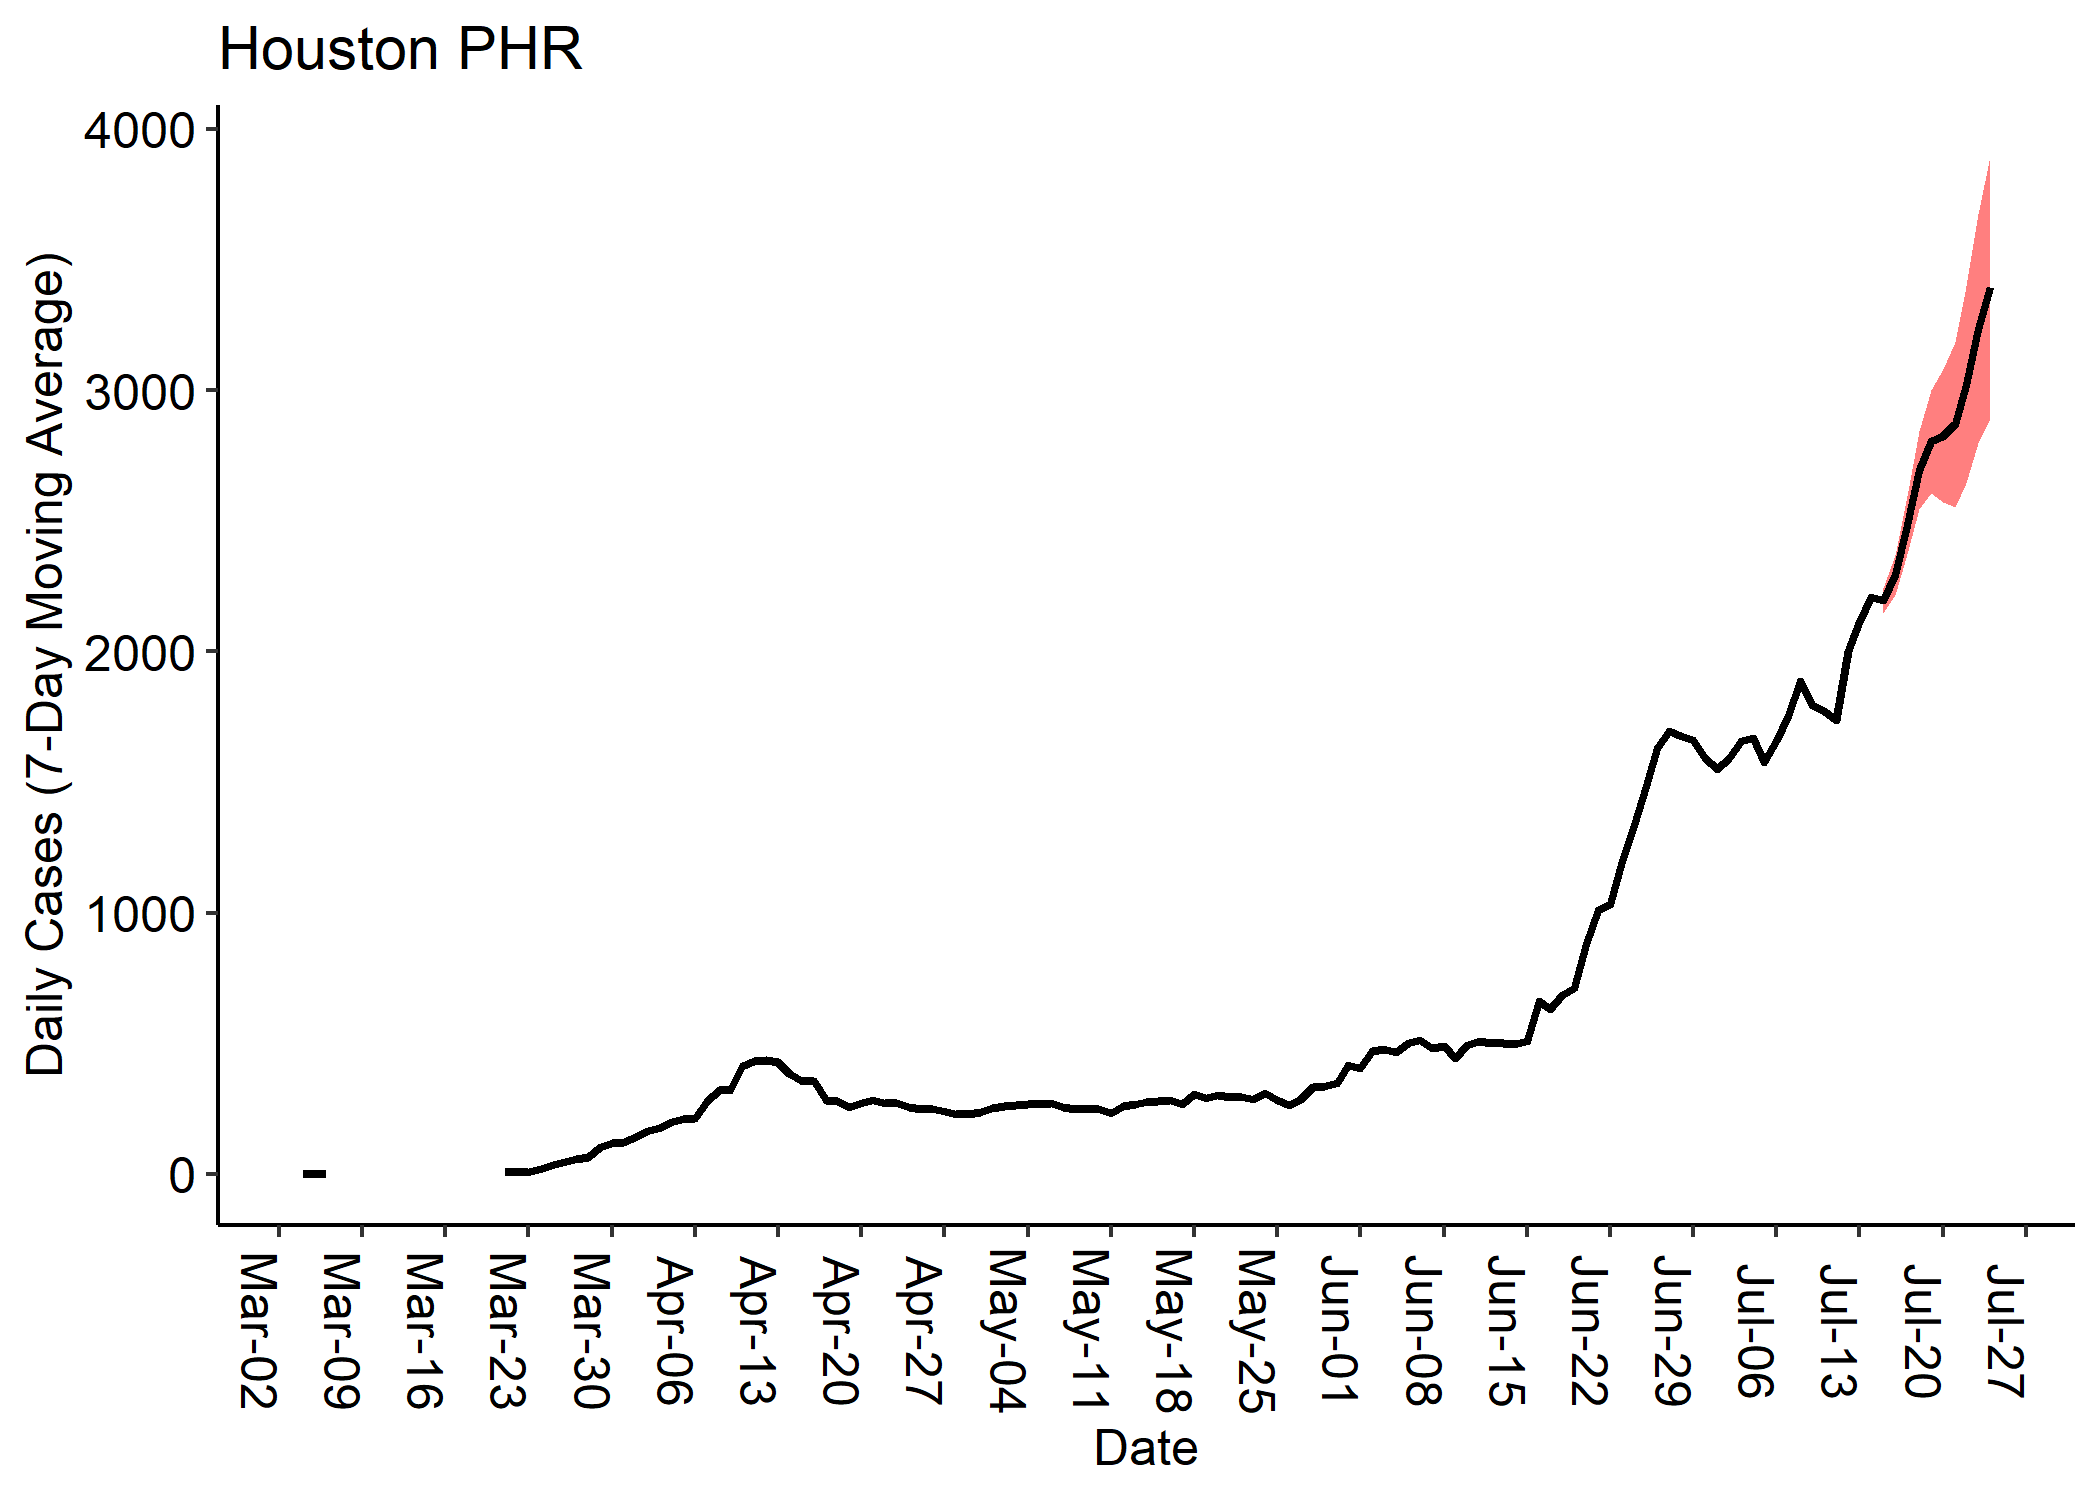 Houston PHR
Daily Cases (7-Day Moving Average)
4000
3000
2000
1000
0
Mar-02
Mar-09
Mar-16
Mar-23
Mar-30
Apr-06
Apr-13
Apr-20
Apr-27
May-04
May-11
May-18
May-25
Jun-01
Jun-08
Jun-15
Jun-22
Jun-29
Jul-06
Jul-13
Jul-20
Jul-27
Date